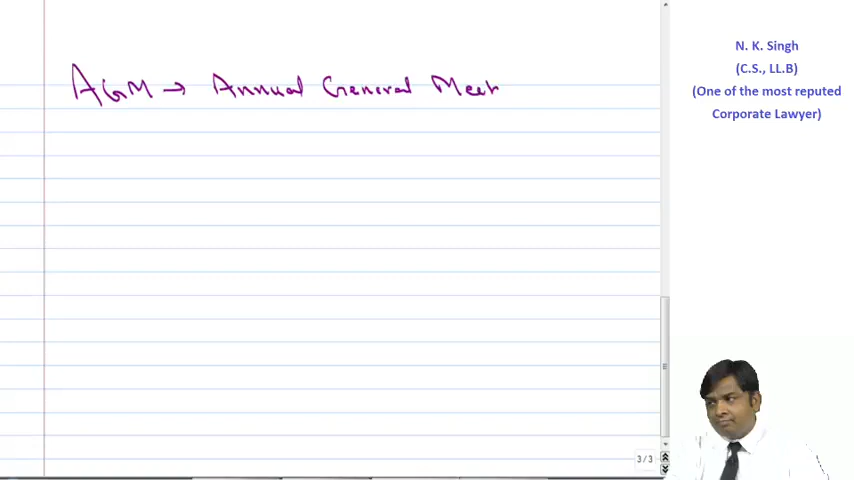 AGM → Annual General Meet
N. K. Singh
(C.S., LL.B)
(One of the most reputed
Corporate Lawyer)
3/3